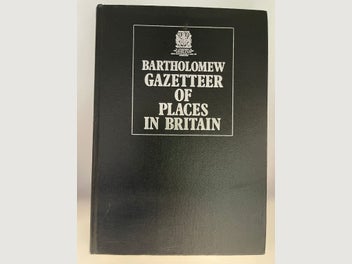 BARTHOLOMEW
GAZETTEER
OF
PLACES
IN BRITAIN